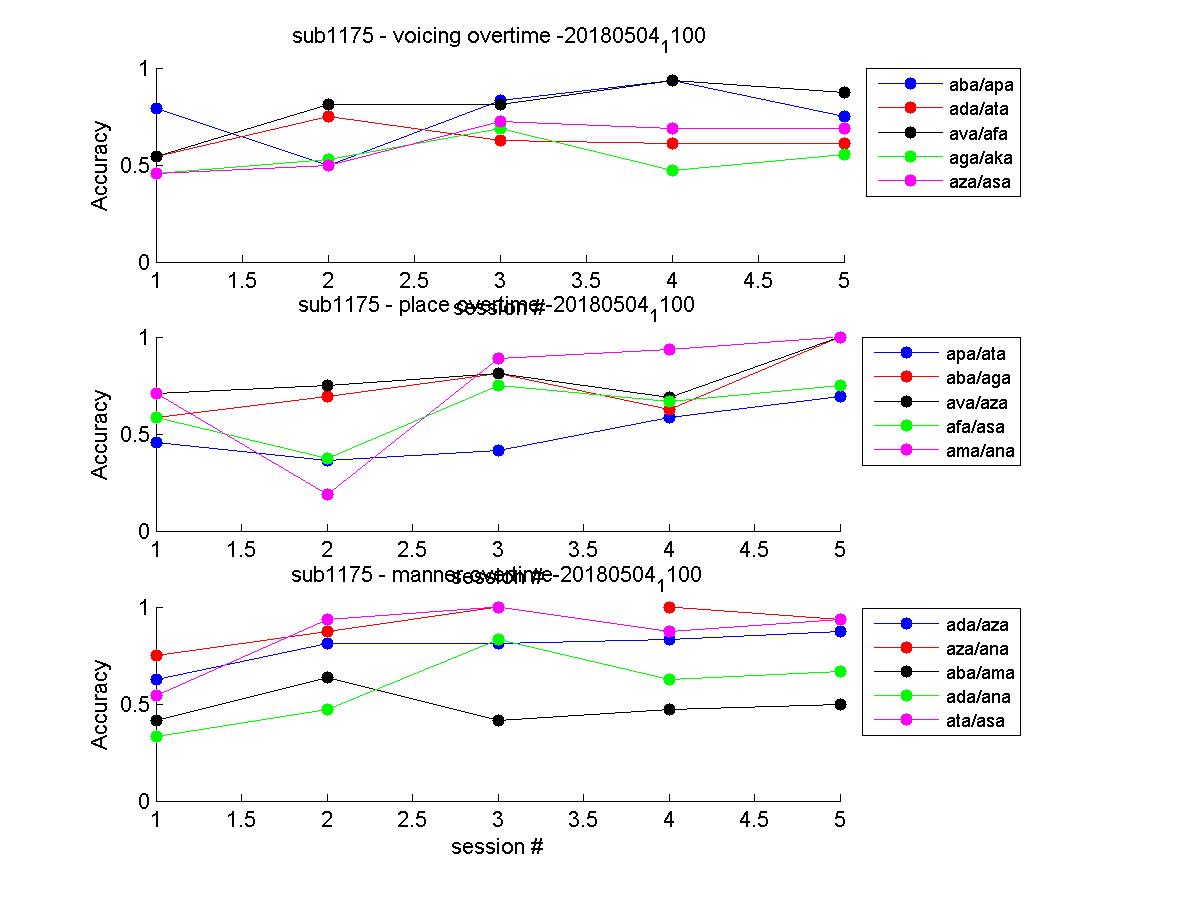 sub1175 - voicing overtime -20180504₁100
1
0.5
0
Accuracy
1 1.5 2 2.5 3 3.5 4 4.5 5
session #
aba/apa
ada/ata
ava/afa
aga/aka
aza/asa
sub1175 - place overtime -20180504₁100
1
0.5
0
Accuracy
1 1.5 2 2.5 3 3.5 4 4.5 5
session #
apa/ata
aba/aga
ava/aza
afa/asa
ama/ana
sub1175 - manner overtime -20180504₁100
1
0.5
0
Accuracy
1 1.5 2 2.5 3 3.5 4 4.5 5
session #
ada/aza
aza/ana
aba/ama
ada/ana
ata/asa